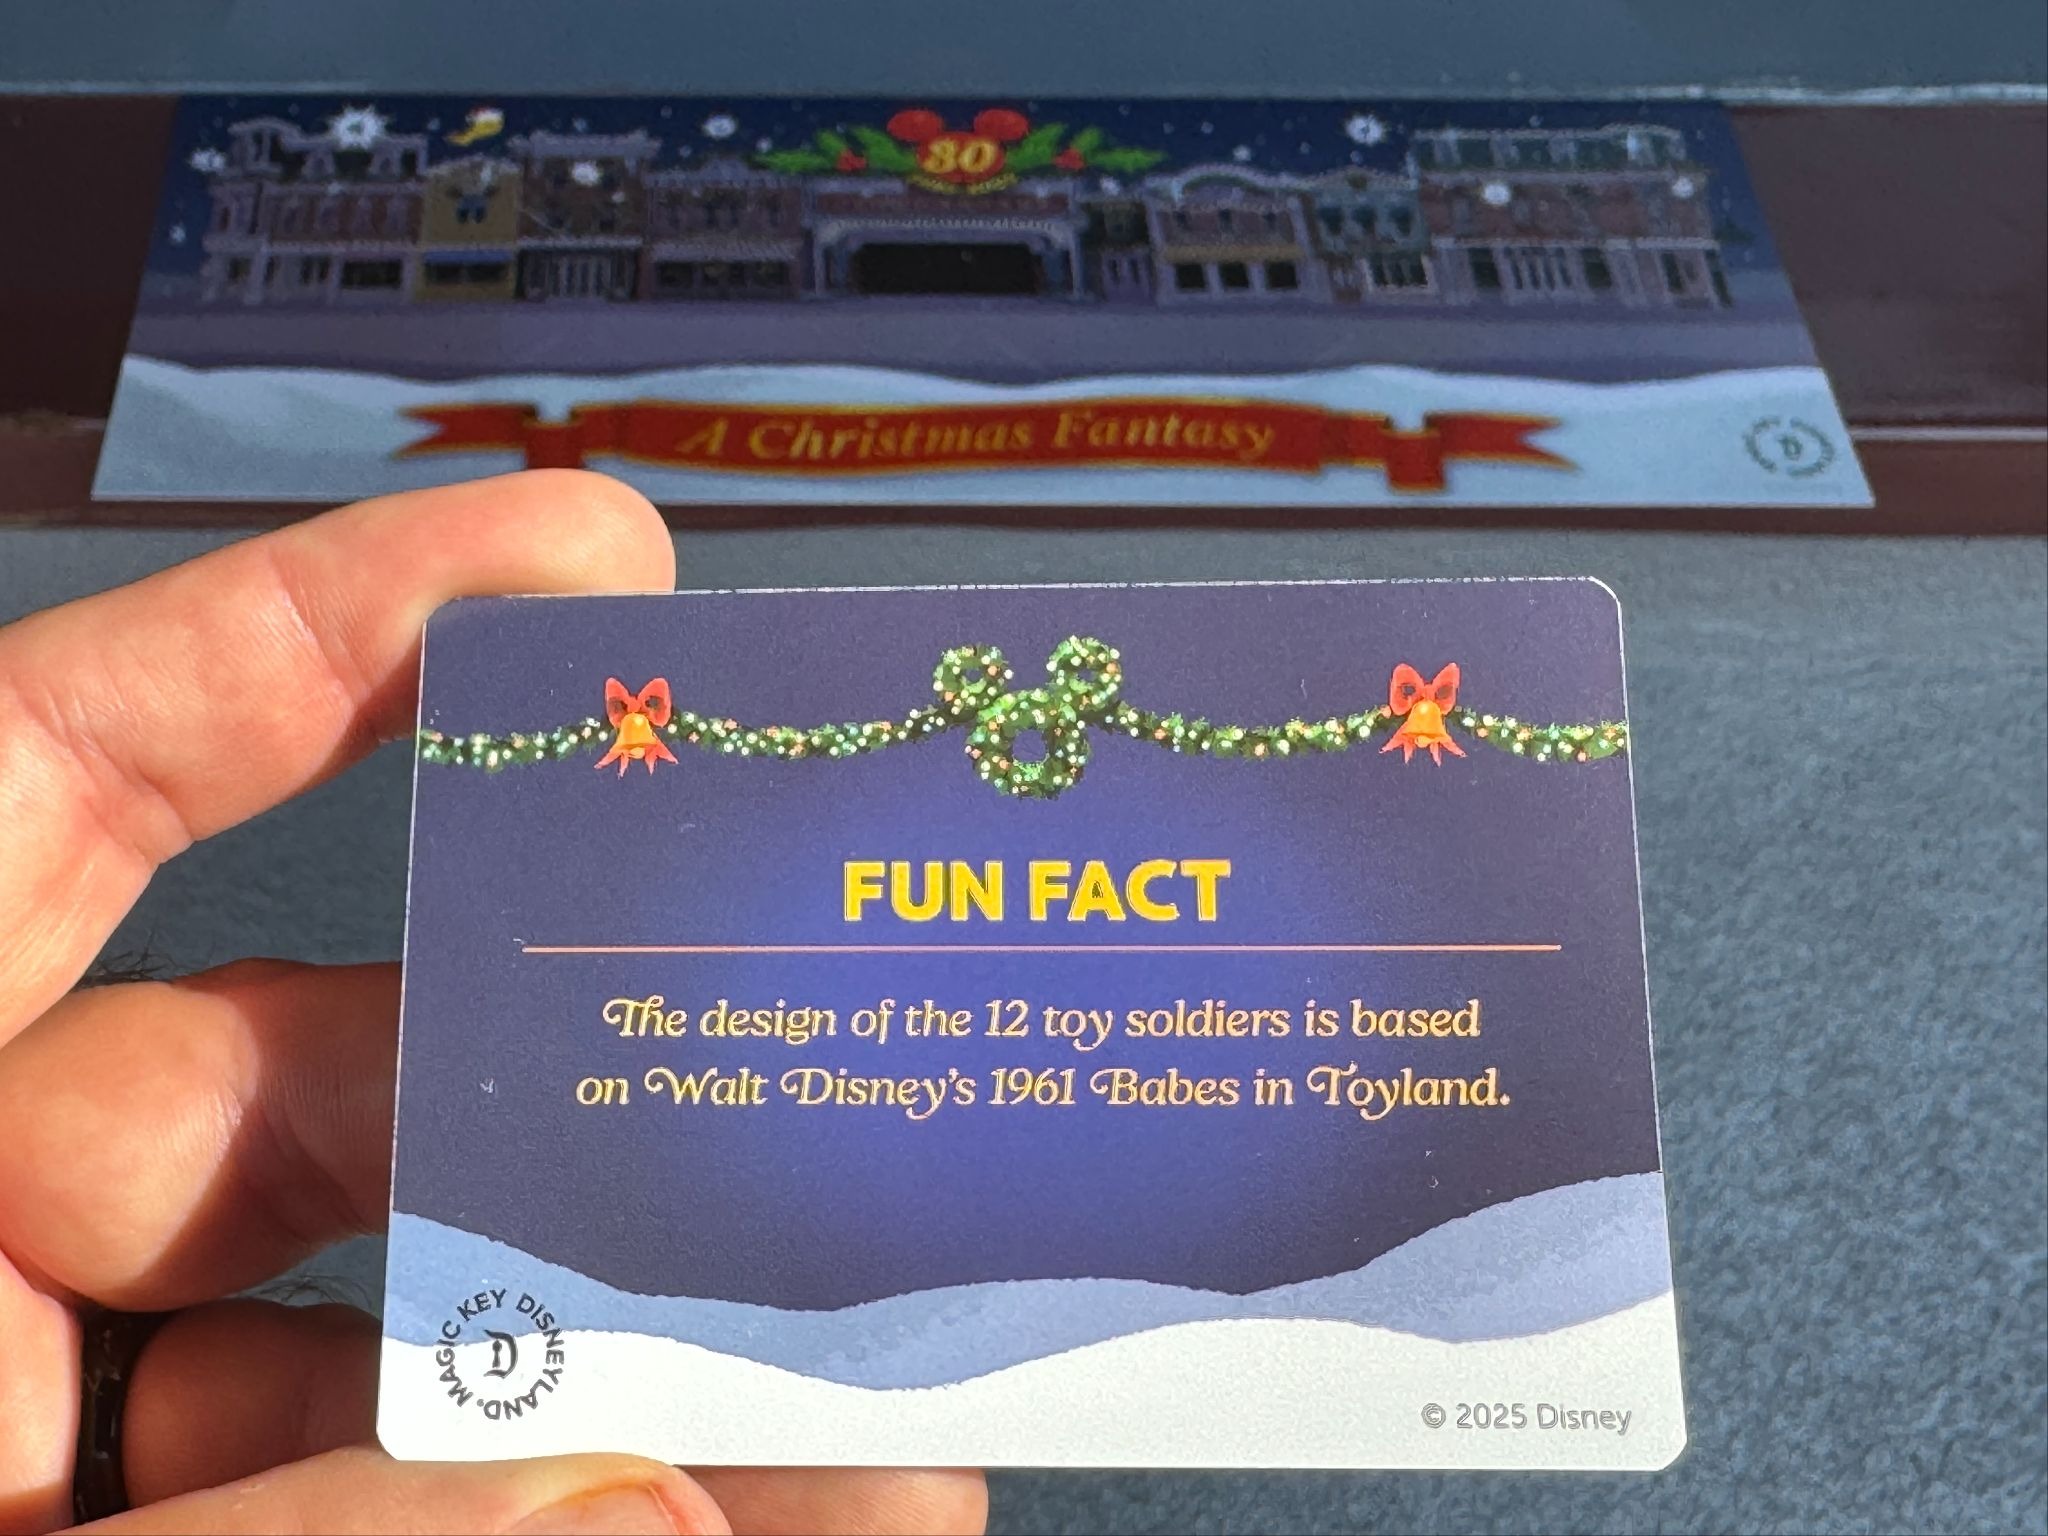 30
A Christmas Fantasy
D
FUN FACT
The design of the 12 toy soldiers is based
on Walt Disney's 1961 Babes in Toyland.
MAGIC KEY DISNEYLAND.
D
© 2025 Disney